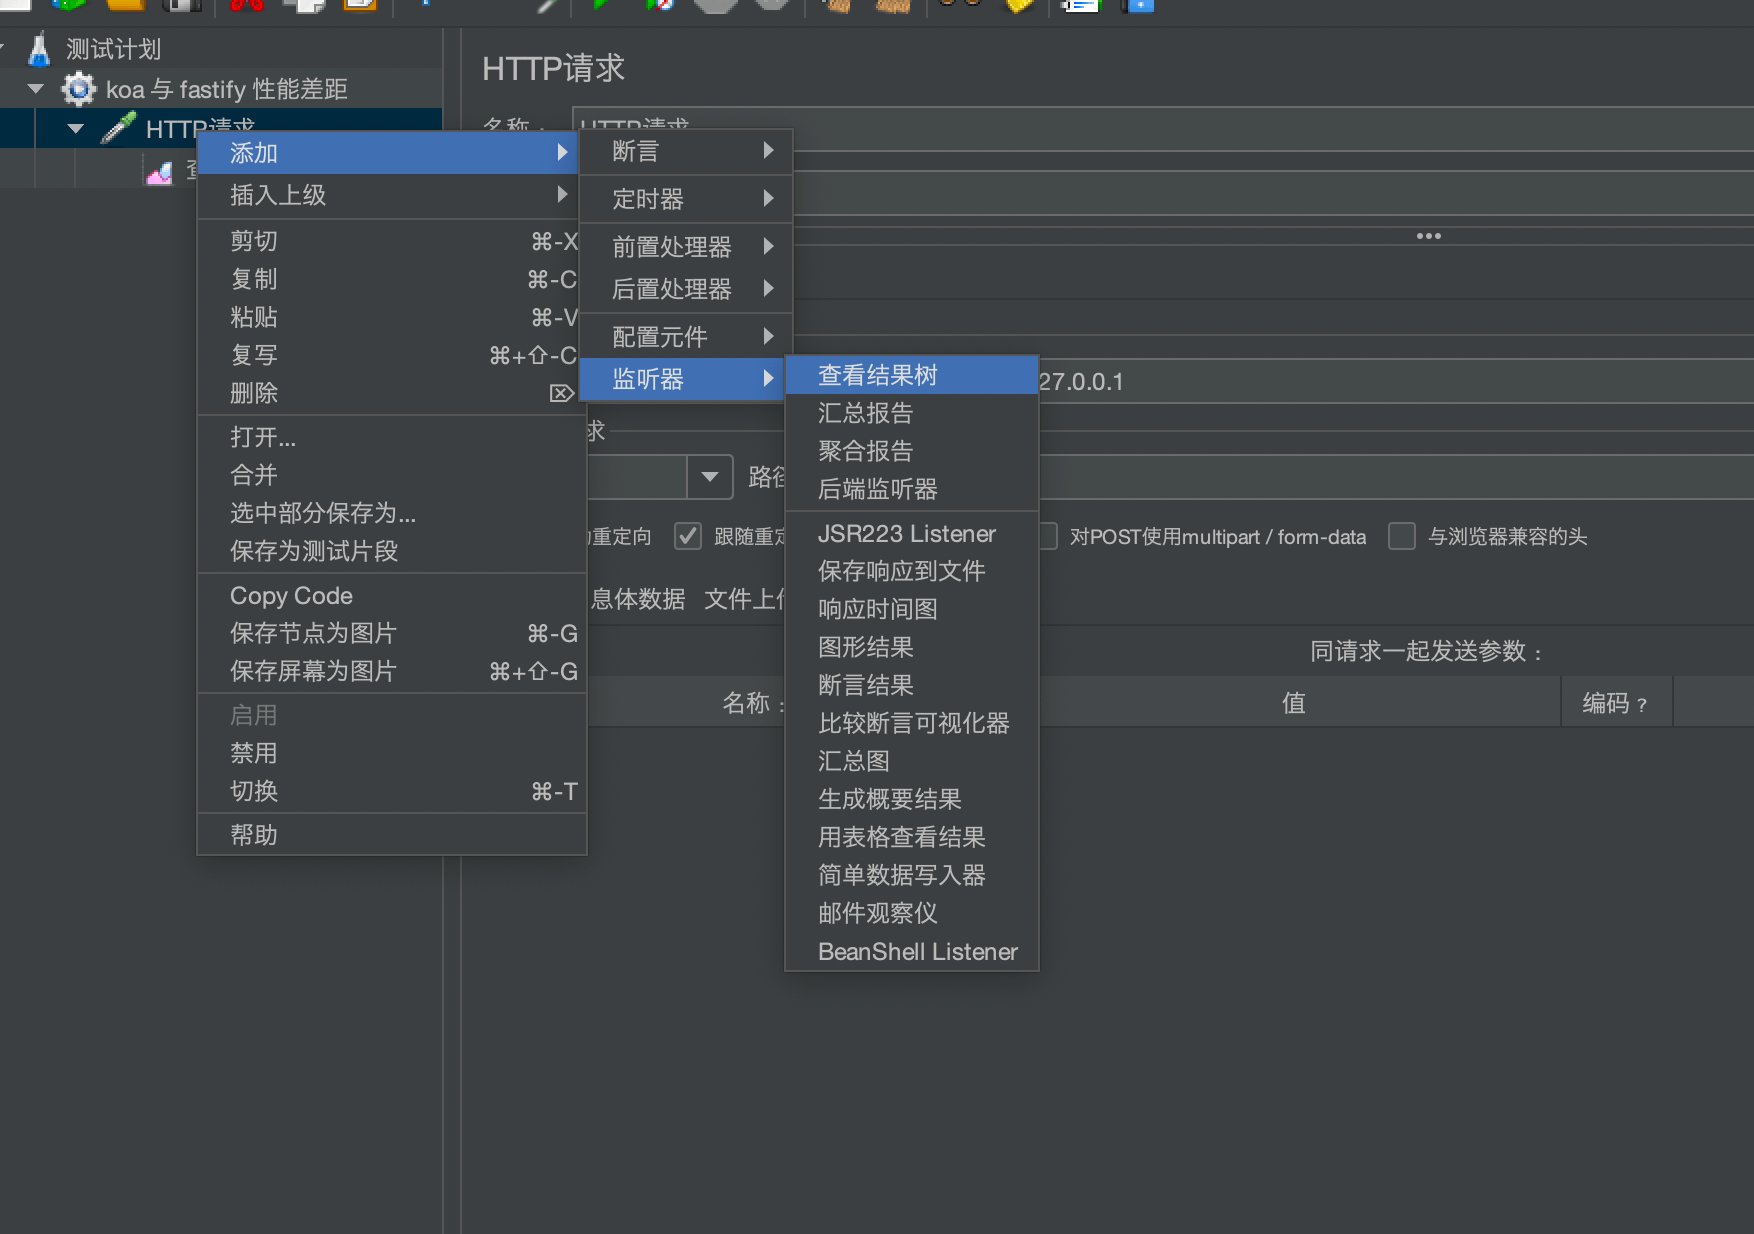 测试计划
koa 与 fastify 性能差距
HTTP请求
HTTP请求
名称：
HTTP请求
添加
插入上级
剪切 ⌘-X
复制 ⌘-C
粘贴 ⌘-V
复写 ⌘+⇧-C
删除 ⌦
打开...
合并
选中部分保存为...
保存为测试片段
Copy Code
保存节点为图片 ⌘-G
保存屏幕为图片 ⌘+⇧-G
启用
禁用
切换 ⌘-T
帮助
断言
定时器
前置处理器
后置处理器
配置元件
监听器
查看结果树
汇总报告
聚合报告
后端监听器
JSR223 Listener
保存响应到文件
响应时间图
图形结果
断言结果
比较断言可视化器
汇总图
生成概要结果
用表格查看结果
简单数据写入器
邮件观察仪
BeanShell Listener
27.0.0.1
求
路径
重定向 跟随重定 对POST使用multipart / form-data 与浏览器兼容的头
息体数据 文件上传
同请求一起发送参数：
名称： 值 编码？